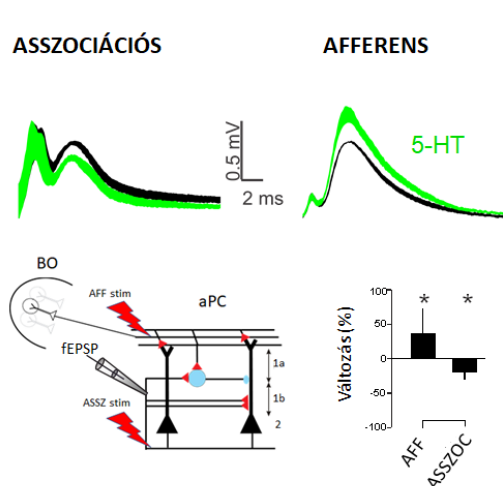 ASSZOCIÁCIÓS
AFFERENS
0.5 mV
2 ms
5-HT
BO
AFF stim
aPC
fEPSP
1a
1b
2
ASSZ stim
Változás (%)
100
50
0
-50
-100
* *
AFF
ASSZOC